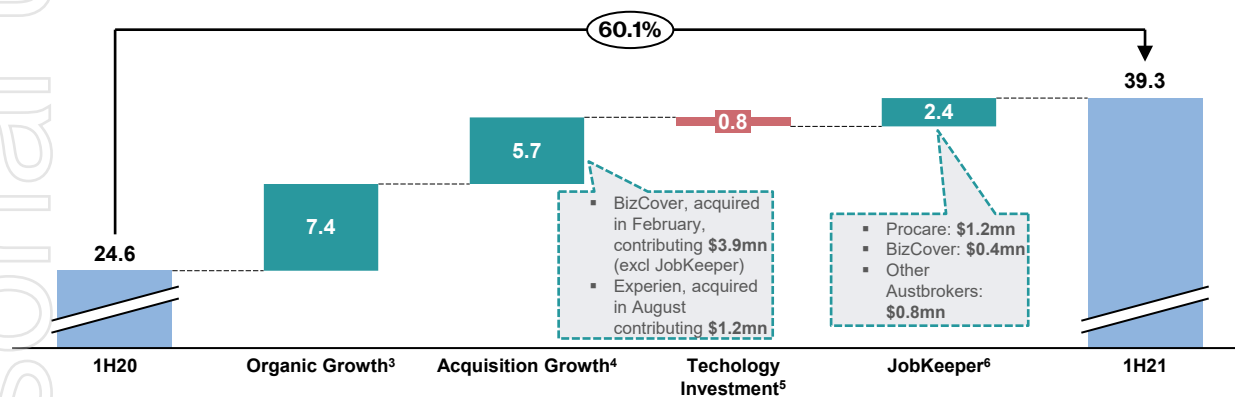 60.1%
39.3
2.4
0.8
5.7
7.4
24.6
▪ BizCover, acquired
in February,
contributing $3.9mn
(excl JobKeeper)
▪ Experien, acquired
in August
contributing $1.2mn
▪ Procare: $1.2mn
▪ BizCover: $0.4mn
▪ Other
Austbrokers:
$0.8mn
1H20
Organic Growth³
Acquisition Growth⁴
Techology
Investment⁵
JobKeeper⁶
1H21
sonal